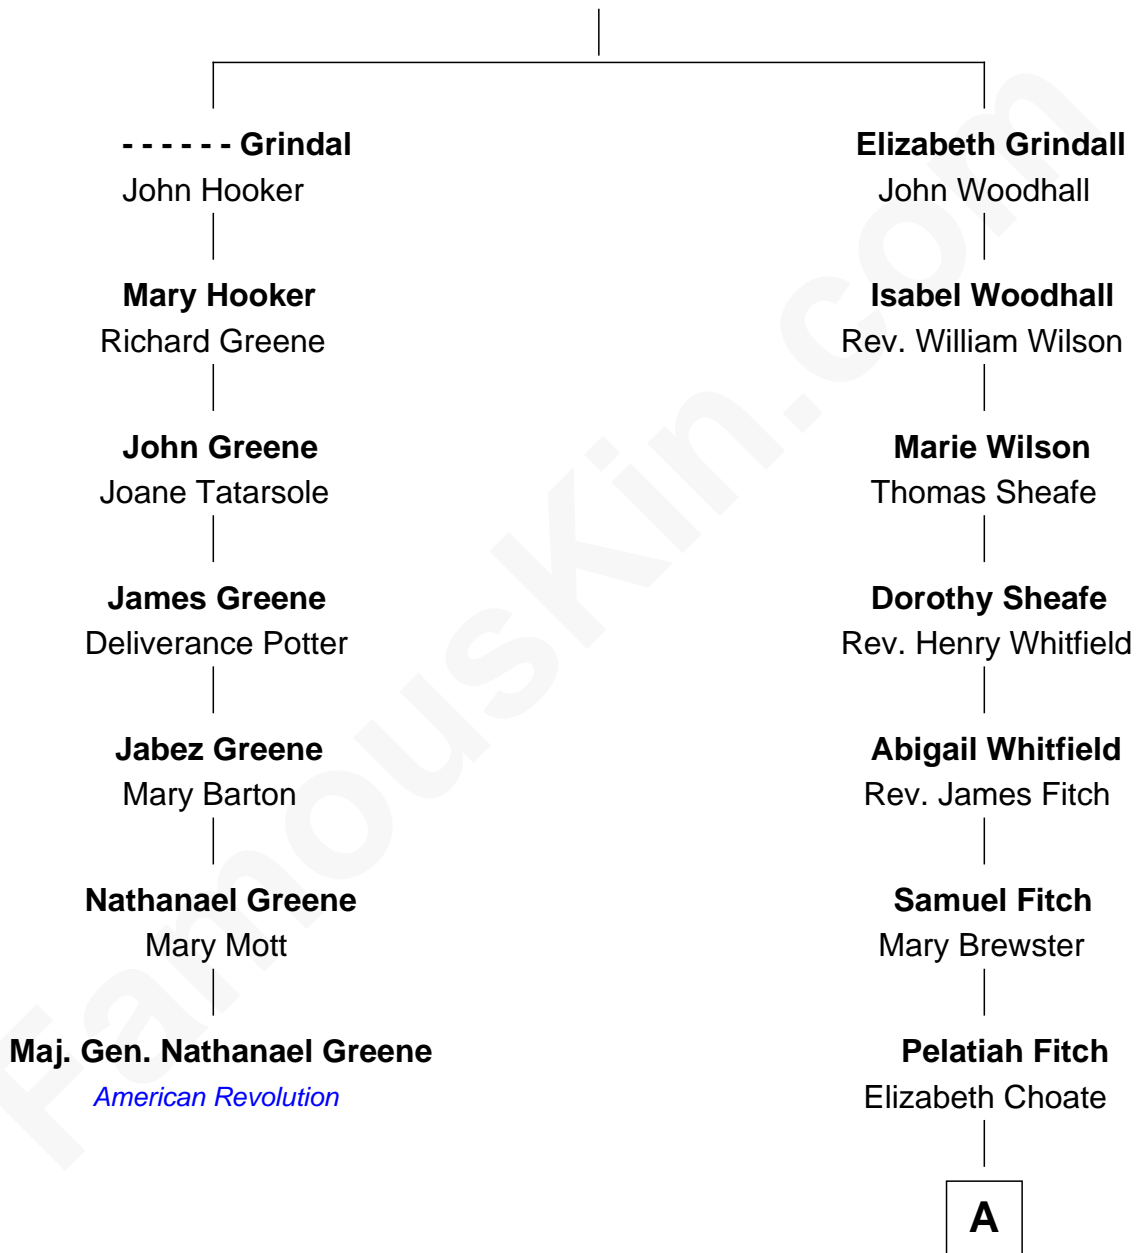 - - - - - - Grindal
John Hooker
Mary Hooker
Richard Greene
John Greene
Joane Tatarsole
James Greene
Deliverance Potter
Jabez Greene
Mary Barton
Nathanael Greene
Mary Mott
Maj. Gen. Nathanael Greene
American Revolution
Elizabeth Grindall
John Woodhall
Isabel Woodhall
Rev. William Wilson
Marie Wilson
Thomas Sheafe
Dorothy Sheafe
Rev. Henry Whitfield
Abigail Whitfield
Rev. James Fitch
Samuel Fitch
Mary Brewster
Pelatiah Fitch
Elizabeth Choate
A
FamousKin.com